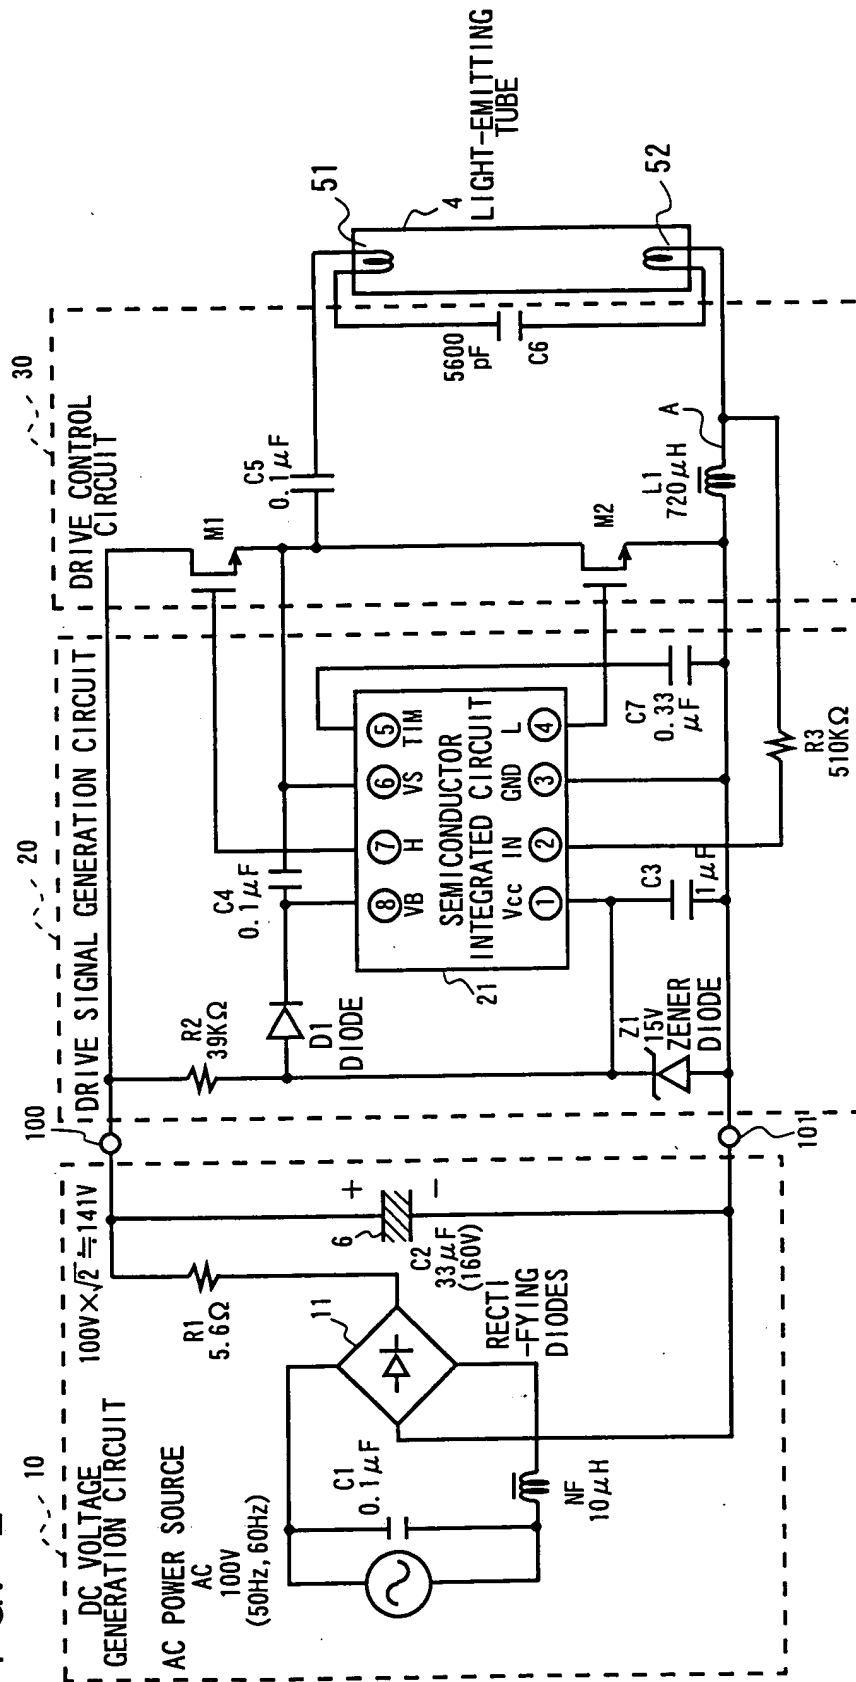 10
DC VOLTAGE
GENERATION CIRCUIT
AC POWER SOURCE
AC
100V
(50Hz, 60Hz)
C1
0.1μF
NF
10μH
100V×√2≒141V
R1
5.6Ω
11
RECTI
-FYING
DIODES
6
+
−
C2
33μF
(160V)
100
101
20
DRIVE SIGNAL GENERATION CIRCUIT
R2
39KΩ
D1
DIODE
Z1
15V
ZENER
DIODE
C4
0.1μF
21
8
7
6
5
VB
H
VS
TIM
SEMICONDUCTOR
INTEGRATED CIRCUIT
Vcc
IN
GND
L
1
2
3
4
C3
1μF
C7
0.33
μF
R3
510KΩ
30
DRIVE CONTROL
CIRCUIT
M1
C5
0.1μF
M2
L1
720μH
A
5600
pF
C6
51
4
52
LIGHT-EMITTING
TUBE